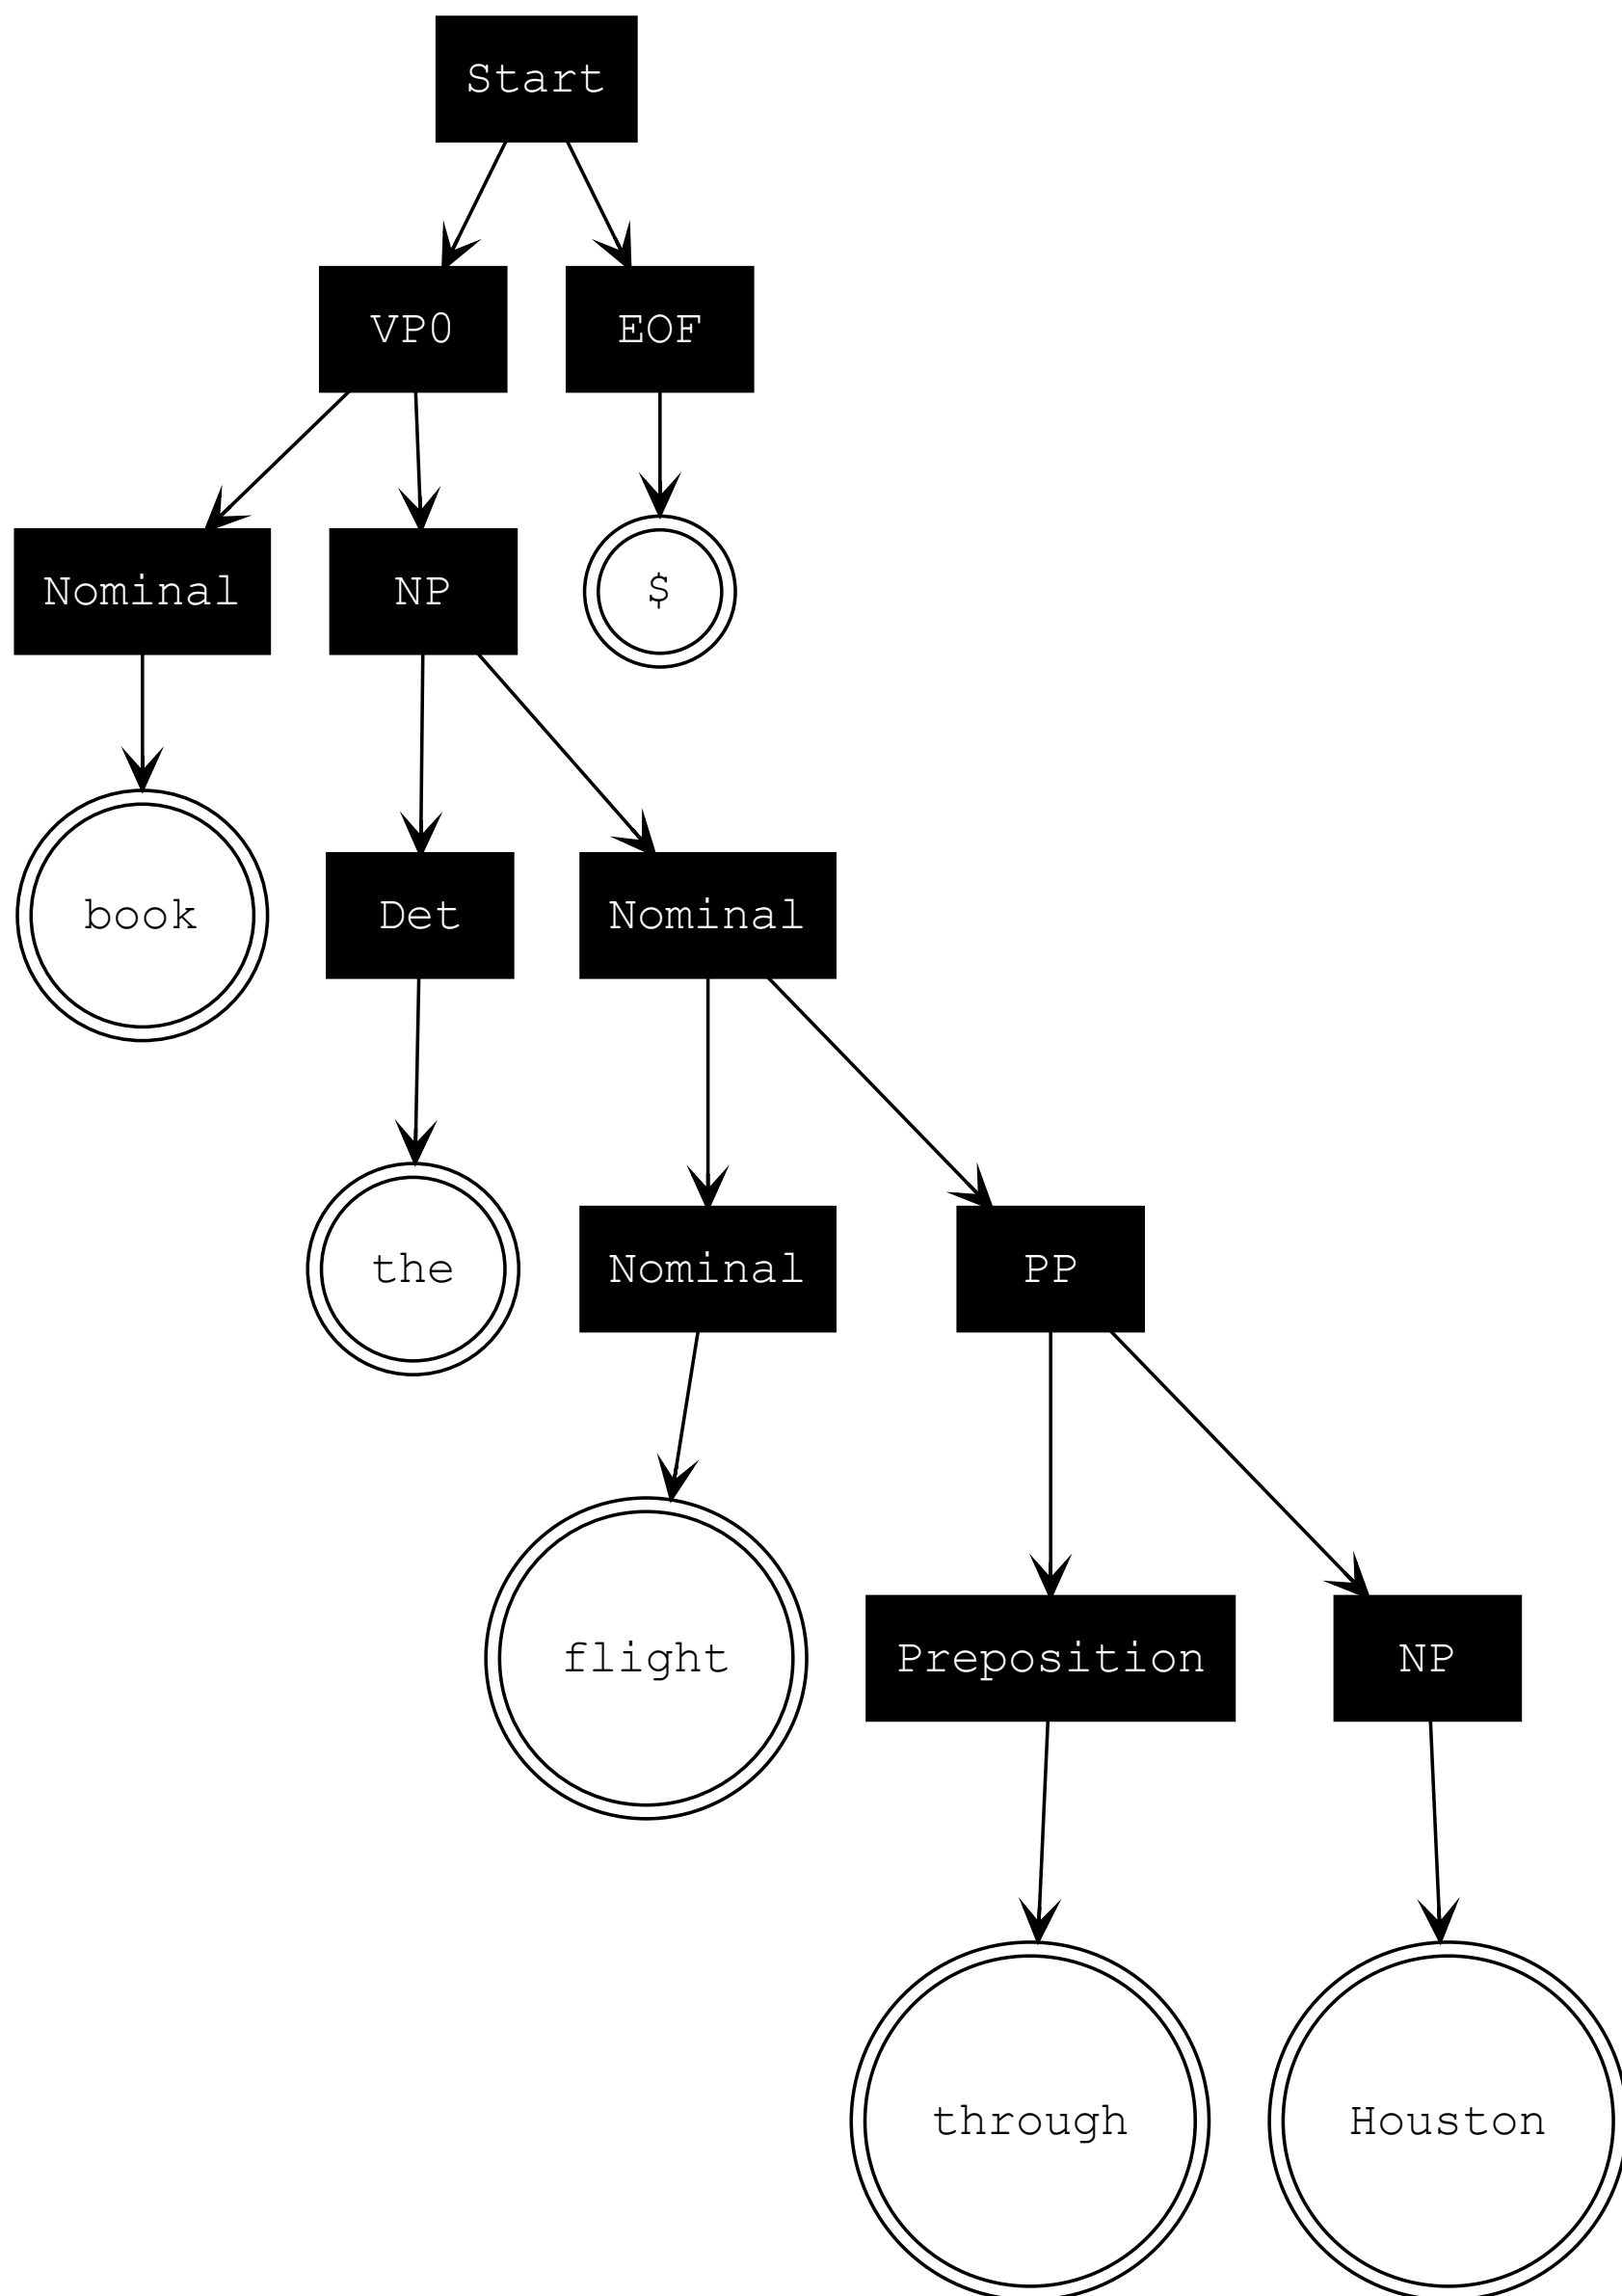 Start
VP0 EOF
Nominal NP $
book Det Nominal
the Nominal PP
flight Preposition NP
through Houston